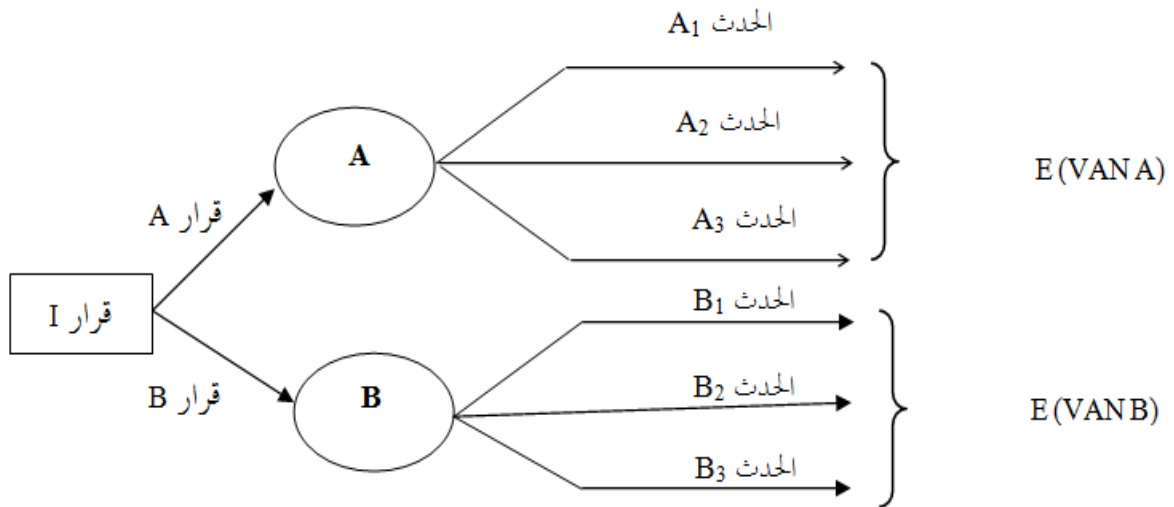 الحدث A1
الحدث A2
E(VAN A)
A
الحدث A3
قرار A
قرار I
الحدث B1
قرار B
B
الحدث B2
E(VAN B)
الحدث B3